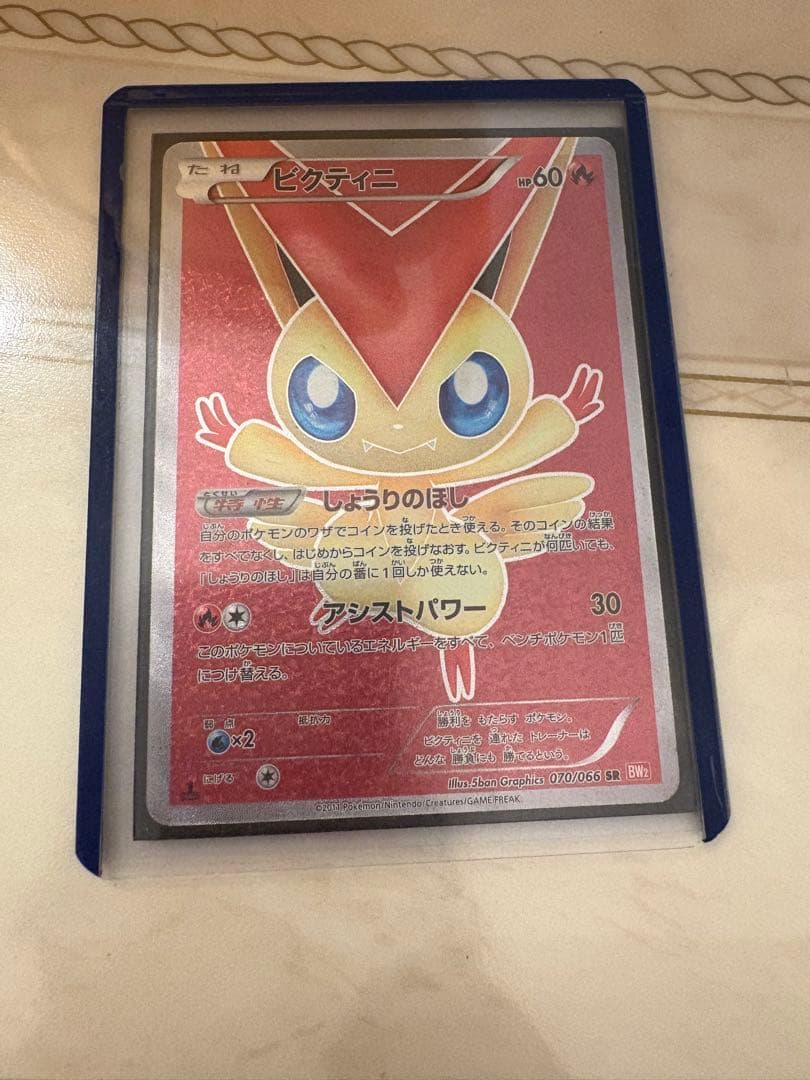 たね ビクティニ HP60
とくせい
特性 しょうりのほし
自分のポケモンのワザでコインを投げたとき使える。そのコインの結果
をすべてなくし、はじめからコインを投げなおす。ビクティニが何匹いても、
「しょうりのほし」は自分の番に1回しか使えない。
アシストパワー 30
このポケモンについているエネルギーをすべて、ベンチポケモン1匹
につけ替える。
弱点 抵抗力
×2
にげる
勝利を もたらす ポケモン。
ビクティニを 連れた トレーナーは
どんな 勝負にも 勝てるという。
Illus.5ban Graphics 070/066 SR BW2
©2011 Pokémon/Nintendo/Creatures/GAME FREAK.